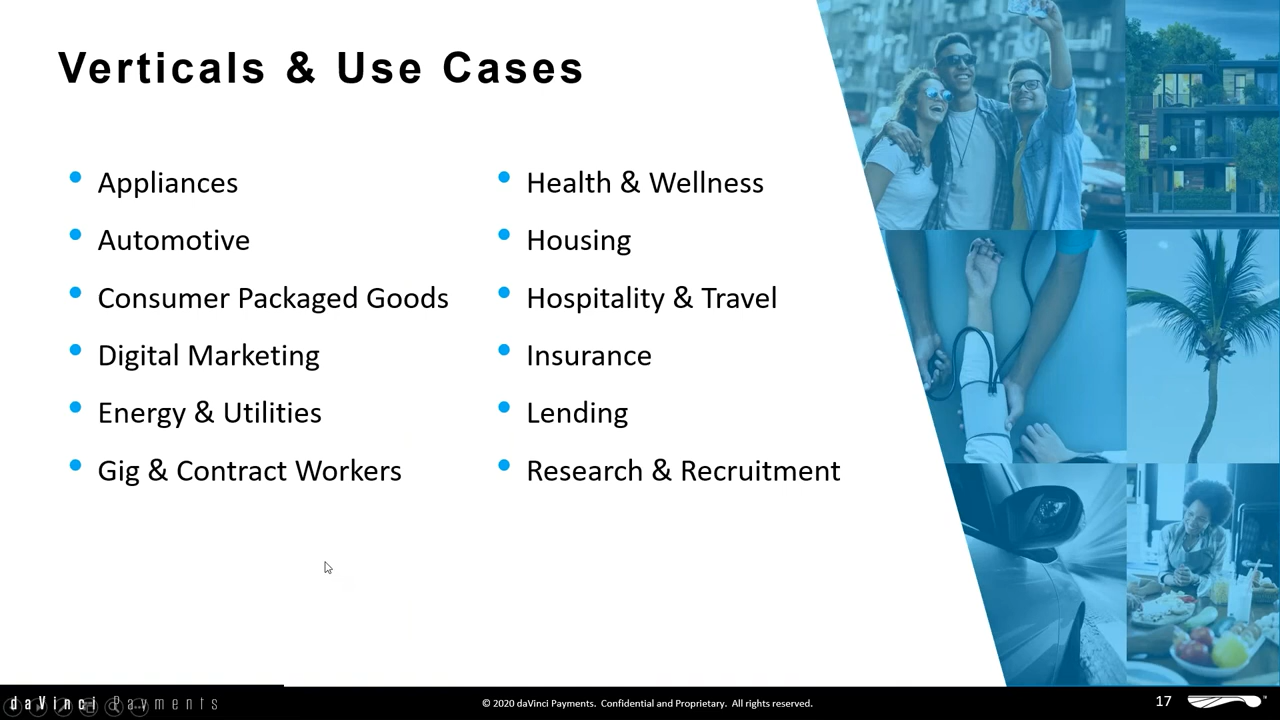 Verticals & Use Cases
Appliances
Automotive
Consumer Packaged Goods
Digital Marketing
Energy & Utilities
Gig & Contract Workers
Health & Wellness
Housing
Hospitality & Travel
Insurance
Lending
Research & Recruitment
daVinci Payments
© 2020 daVinci Payments. Confidential and Proprietary. All rights reserved.
17